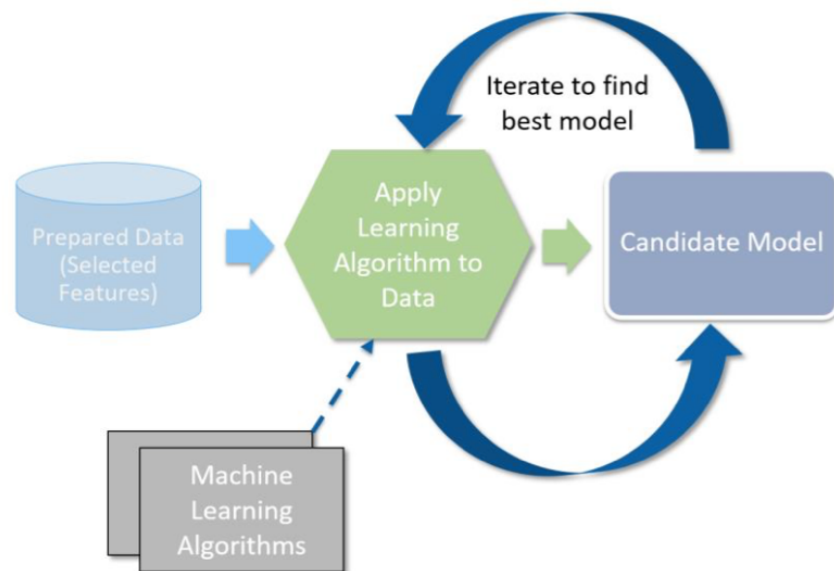 Iterate to find
best model
Prepared Data
(Selected
Features)
Apply
Learning
Algorithm to
Data
Candidate Model
Machine
Learning
Algorithms